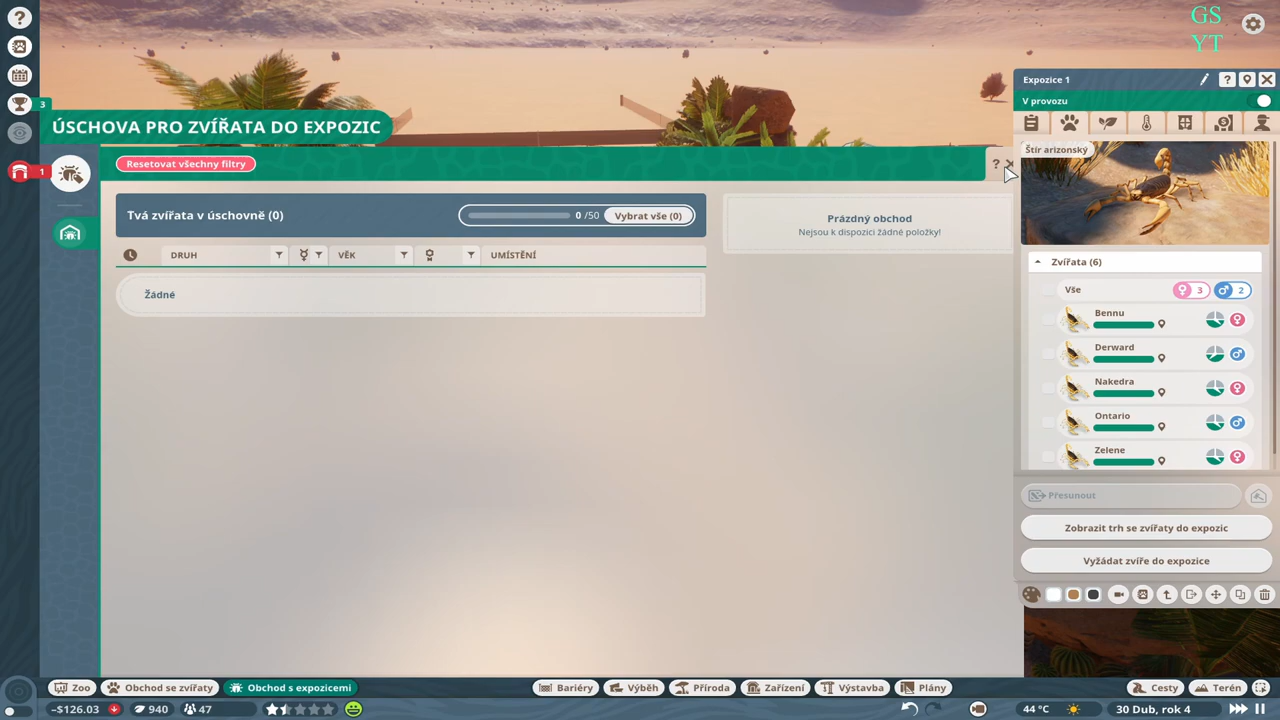 GS
YT
ÚSCHOVA PRO ZVÍŘATA DO EXPOZIC
3
1
Resetovat všechny filtry
Tvá zvířata v úschovně (0)
0 /50
Vybrat vše (0)
DRUH
VĚK
UMÍSTĚNÍ
Žádné
Prázdný obchod
Nejsou k dispozici žádné položky!
?
Expozice 1
V provozu
Štír arizonský
Zvířata (6)
Vše
3
2
Bennu
Derward
Nakedra
Ontario
Zelene
Přesunout
Zobrazit trh se zvířaty do expozic
Vyžádat zvíře do expozice
Zoo
Obchod se zvířaty
Obchod s expozicemi
Bariéry
Výběh
Příroda
Zařízení
Výstavba
Plány
Cesty
Terén
–$126.03
940
47
44 °C
30 Dub, rok 4